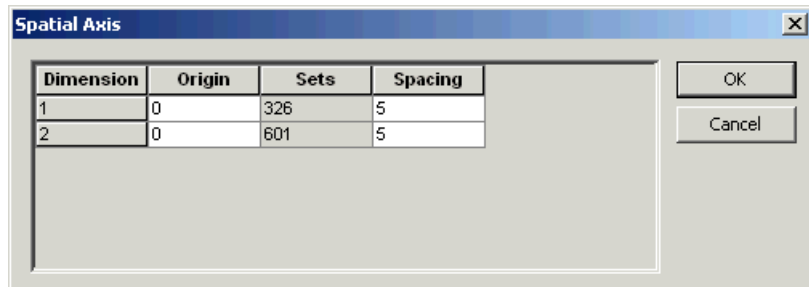 Spatial Axis
Dimension Origin Sets Spacing
1 0 326 5
2 0 601 5
OK
Cancel